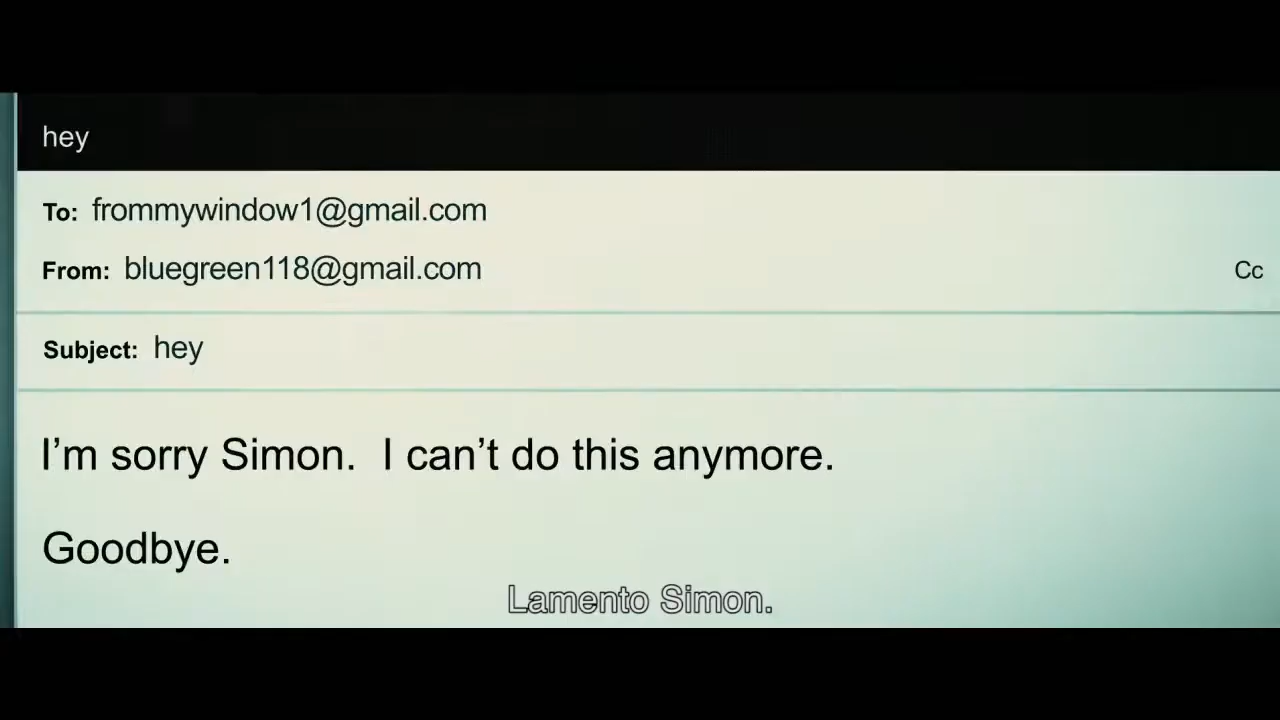 hey
To: frommywindow1@gmail.com
From: bluegreen118@gmail.com
Cc
Subject: hey
I’m sorry Simon.  I can’t do this anymore.
Goodbye.
Lamento Simon.